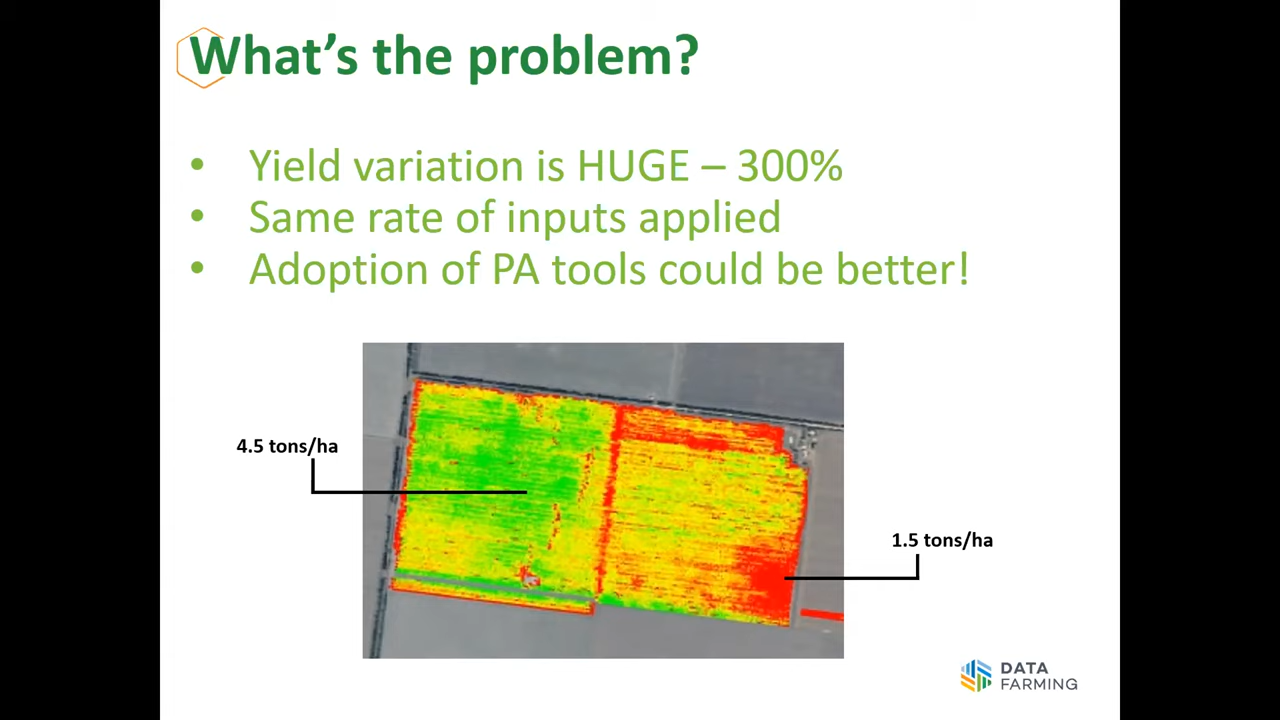 What's the problem?
• Yield variation is HUGE – 300%
• Same rate of inputs applied
• Adoption of PA tools could be better!
4.5 tons/ha
1.5 tons/ha
DATA
FARMING